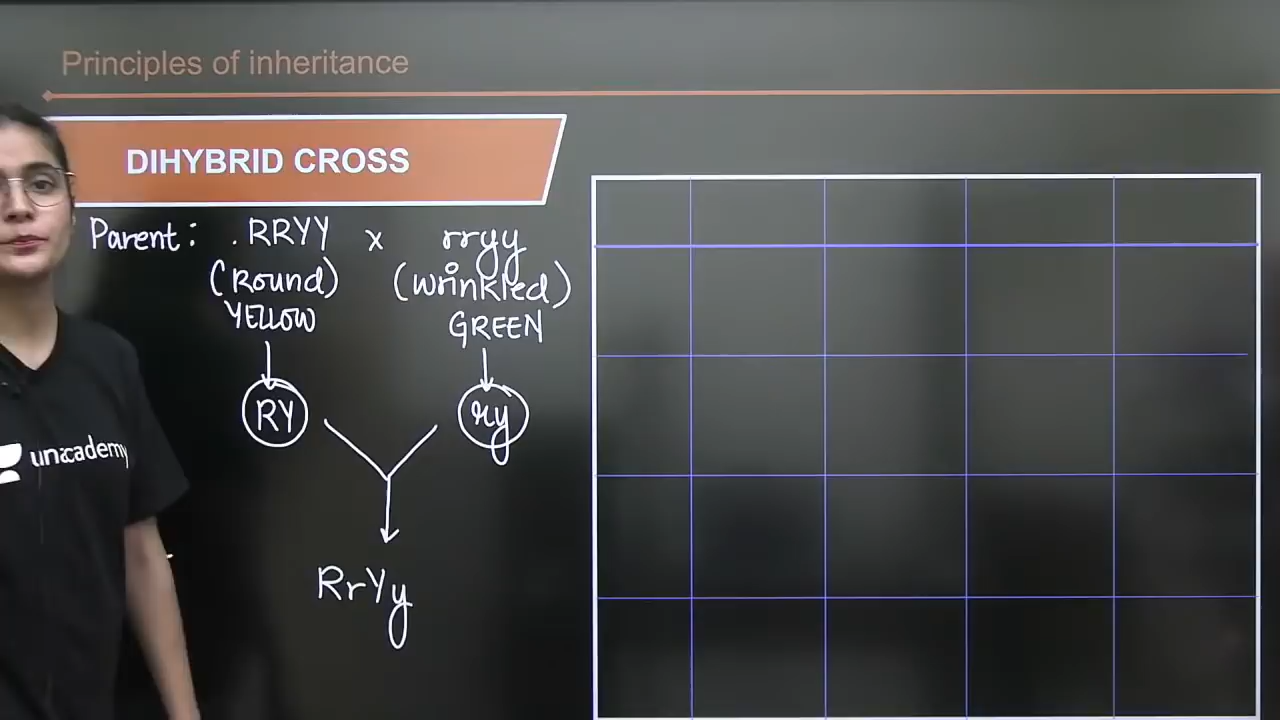 Principles of inheritance
DIHYBRID CROSS
Parent: .RRYY x rryy
(Round) (wrinkled)
YELLOW GREEN
RY ry
unacademy
RrYy